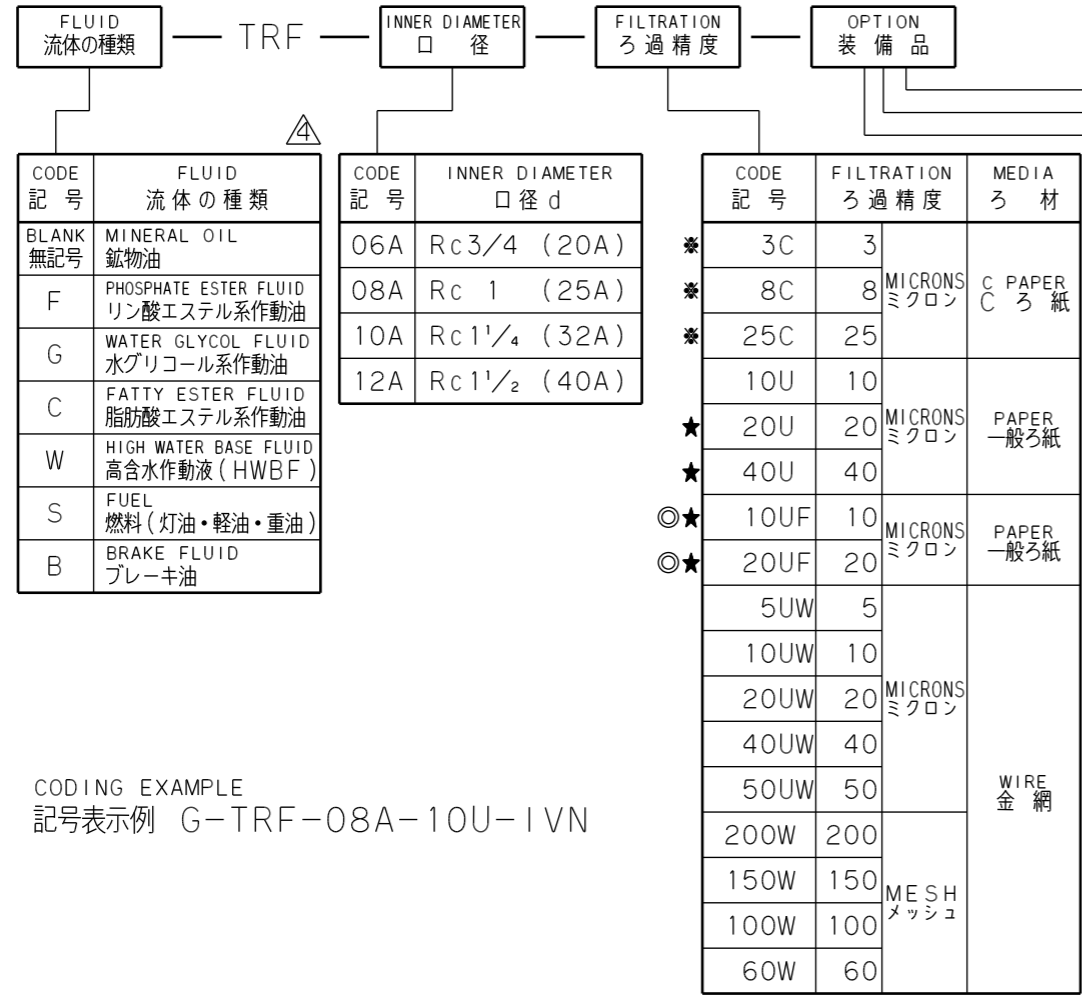 FLUID
流体の種類
TRF
INNER DIAMETER
口 径
FILTRATION
ろ過精度
OPTION
装備品
4
CODE FLUID
記号 流体の種類
BLANK MINERAL OIL
無記号 鉱物油
F PHOSPHATE ESTER FLUID
リン酸エステル系作動油
G WATER GLYCOL FLUID
水グリコール系作動油
C FATTY ESTER FLUID
脂肪酸エステル系作動油
W HIGH WATER BASE FLUID
高含水作動液(HWBF)
S FUEL
燃料(灯油・軽油・重油)
B BRAKE FLUID
ブレーキ油
CODE INNER DIAMETER
記号 口径d
06A Rc3/4 (20A)
08A Rc 1 (25A)
10A Rc1 1/4 (32A)
12A Rc1 1/2 (40A)
CODE FILTRATION MEDIA
記号 ろ過精度 ろ材
※ 3C 3
※ 8C 8 MICRONS ミクロン C PAPER Cろ紙
※ 25C 25
10U 10
★ 20U 20 MICRONS ミクロン PAPER 一般ろ紙
★ 40U 40
◎★ 10UF 10 MICRONS ミクロン PAPER 一般ろ紙
◎★ 20UF 20
5UW 5
10UW 10
20UW 20 MICRONS ミクロン
40UW 40
50UW 50 WIRE 金網
200W 200
150W 150 MESH メッシュ
100W 100
60W 60
CODING EXAMPLE
記号表示例 G-TRF-08A-10U-IVN